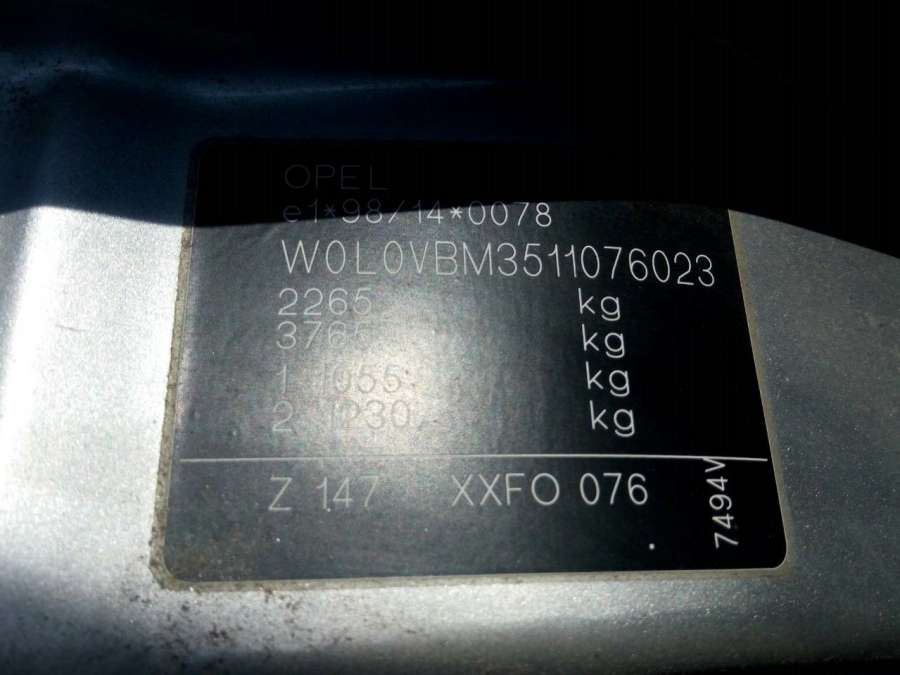 OPEL
e1*98/14*0078
W0L0VBM3511076023
2265 kg
3765 kg
1 1055 kg
2 1230 kg
Z 147 XXFO 076
7494V